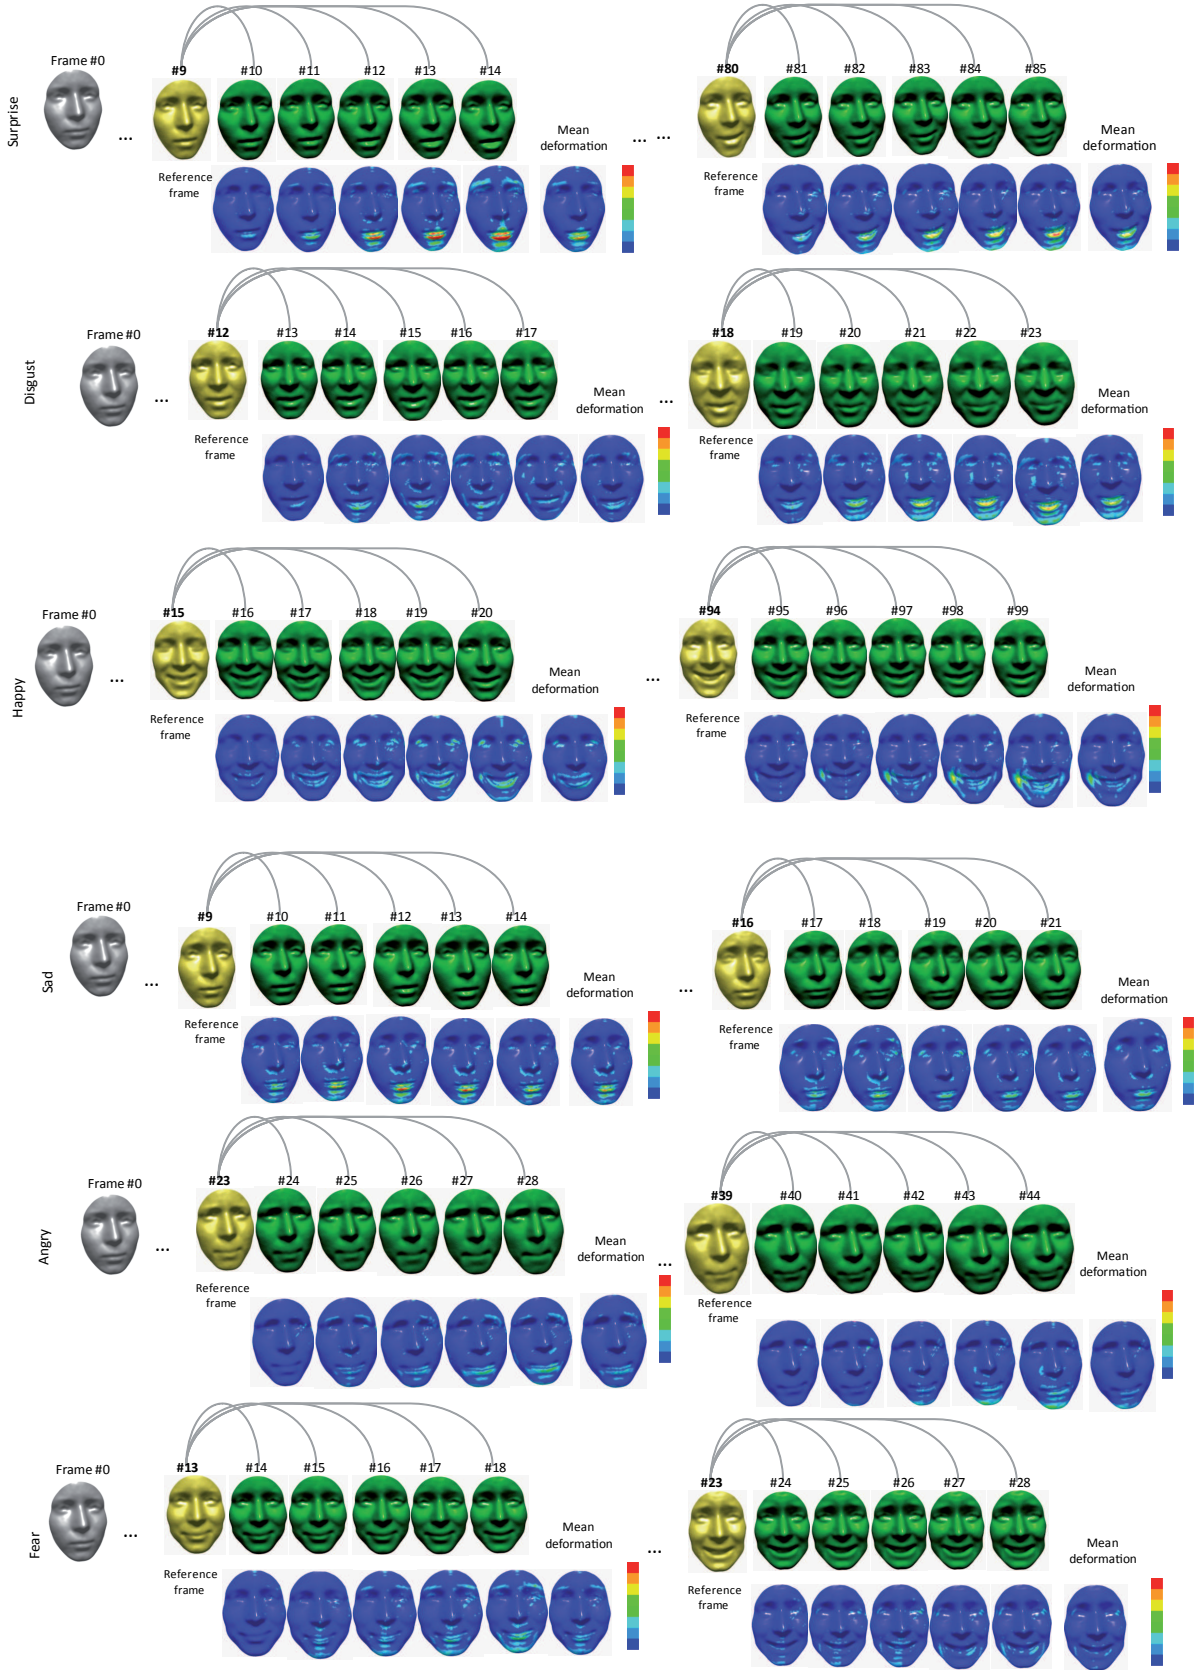 Surprise
Frame #0
...
#9 #10 #11 #12 #13 #14
Reference
frame
Mean
deformation
... ...
#80 #81 #82 #83 #84 #85
Reference
frame
Mean
deformation
Disgust
Frame #0
...
#12 #13 #14 #15 #16 #17
Reference
frame
Mean
deformation
...
#18 #19 #20 #21 #22 #23
Reference
frame
Mean
deformation
Happy
Frame #0
...
#15 #16 #17 #18 #19 #20
Reference
frame
Mean
deformation
...
#94 #95 #96 #97 #98 #99
Reference
frame
Mean
deformation
Sad
Frame #0
...
#9 #10 #11 #12 #13 #14
Reference
frame
Mean
deformation
...
#16 #17 #18 #19 #20 #21
Reference
frame
Mean
deformation
Angry
Frame #0
...
#23 #24 #25 #26 #27 #28
Reference
frame
Mean
deformation
...
#39 #40 #41 #42 #43 #44
Reference
frame
Mean
deformation
Fear
Frame #0
...
#13 #14 #15 #16 #17 #18
Reference
frame
Mean
deformation
...
#23 #24 #25 #26 #27 #28
Reference
frame
Mean
deformation